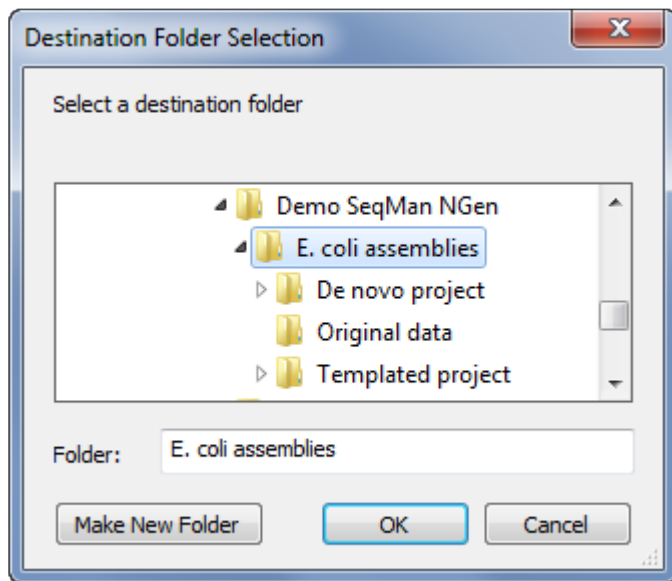 Destination Folder Selection
Select a destination folder
Demo SeqMan NGen
E. coli assemblies
De novo project
Original data
Templated project
Folder: E. coli assemblies
Make New Folder OK Cancel